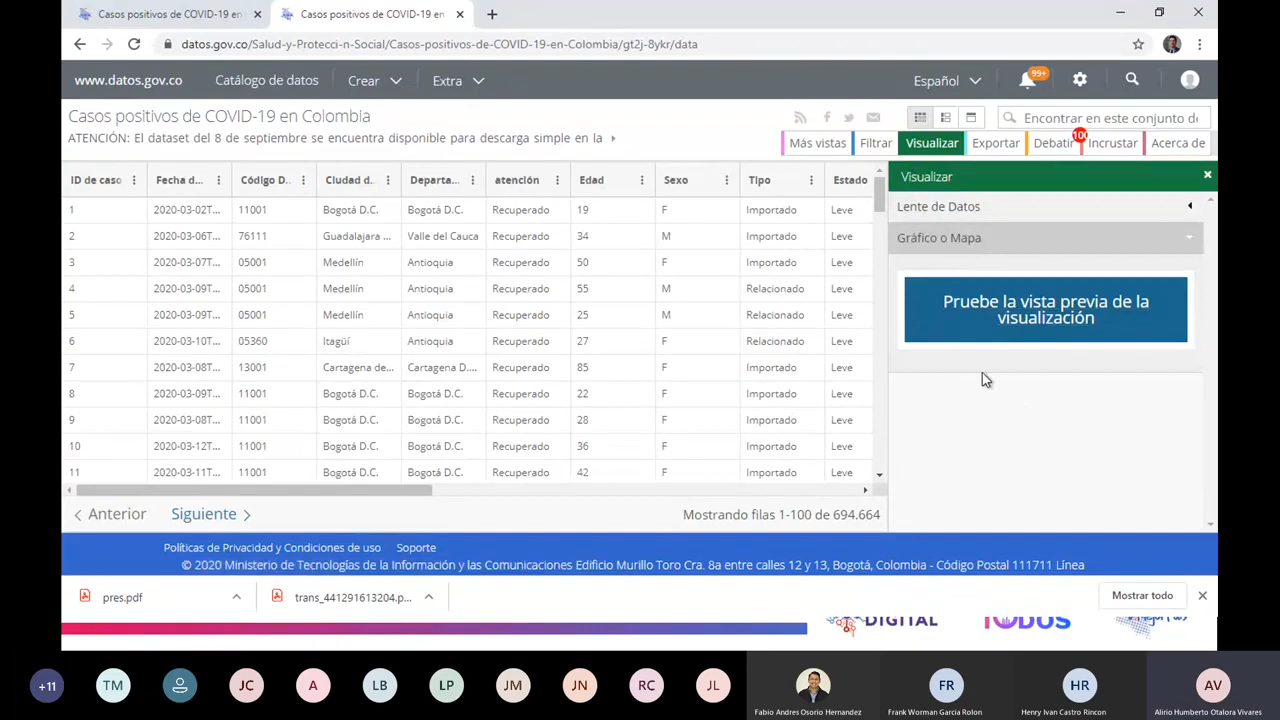 Casos positivos de COVID-19 en
Casos positivos de COVID-19 en
datos.gov.co/Salud-y-Protecci-n-Social/Casos-positivos-de-COVID-19-en-Colombia/gt2j-8ykr/data
www.datos.gov.co Catálogo de datos Crear Extra Español 99+
Casos positivos de COVID-19 en Colombia
Encontrar en este conjunto de
ATENCIÓN: El dataset del 8 de septiembre se encuentra disponible para descarga simple en la
Más vistas Filtrar Visualizar Exportar Debatir 100 Incrustar Acerca de
ID de caso Fecha d... Código D... Ciudad d... Departa... atención Edad Sexo Tipo Estado
1 2020-03-02T... 11001 Bogotá D.C. Bogotá D.C. Recuperado 19 F Importado Leve
2 2020-03-06T... 76111 Guadalajara ... Valle del Cauca Recuperado 34 M Importado Leve
3 2020-03-07T... 05001 Medellín Antioquia Recuperado 50 F Importado Leve
4 2020-03-09T... 05001 Medellín Antioquia Recuperado 55 M Relacionado Leve
5 2020-03-09T... 05001 Medellín Antioquia Recuperado 25 M Relacionado Leve
6 2020-03-10T... 05360 Itagüí Antioquia Recuperado 27 F Relacionado Leve
7 2020-03-08T... 13001 Cartagena de... Cartagena D.... Recuperado 85 F Importado Leve
8 2020-03-09T... 11001 Bogotá D.C. Bogotá D.C. Recuperado 22 F Importado Leve
9 2020-03-08T... 11001 Bogotá D.C. Bogotá D.C. Recuperado 28 F Importado Leve
10 2020-03-12T... 11001 Bogotá D.C. Bogotá D.C. Recuperado 36 F Importado Leve
11 2020-03-11T... 11001 Bogotá D.C. Bogotá D.C. Recuperado 42 F Importado Leve
Visualizar
Lente de Datos
Gráfico o Mapa
Pruebe la vista previa de la
visualización
Anterior Siguiente Mostrando filas 1-100 de 694.664
Políticas de Privacidad y Condiciones de uso Soporte
© 2020 Ministerio de Tecnologías de la Información y las Comunicaciones Edificio Murillo Toro Cra. 8a entre calles 12 y 13, Bogotá, Colombia - Código Postal 111711 Línea
pres.pdf trans_441291613204.p... Mostrar todo
DIGITAL TODOS
+11 TM JC A LB LP JM JN RC JL FR HR AV
Fabio Andres Osorio Hernandez Frank Worman Garcia Rolon Henry Ivan Castro Rincon Alirio Humberto Otalora Vivares